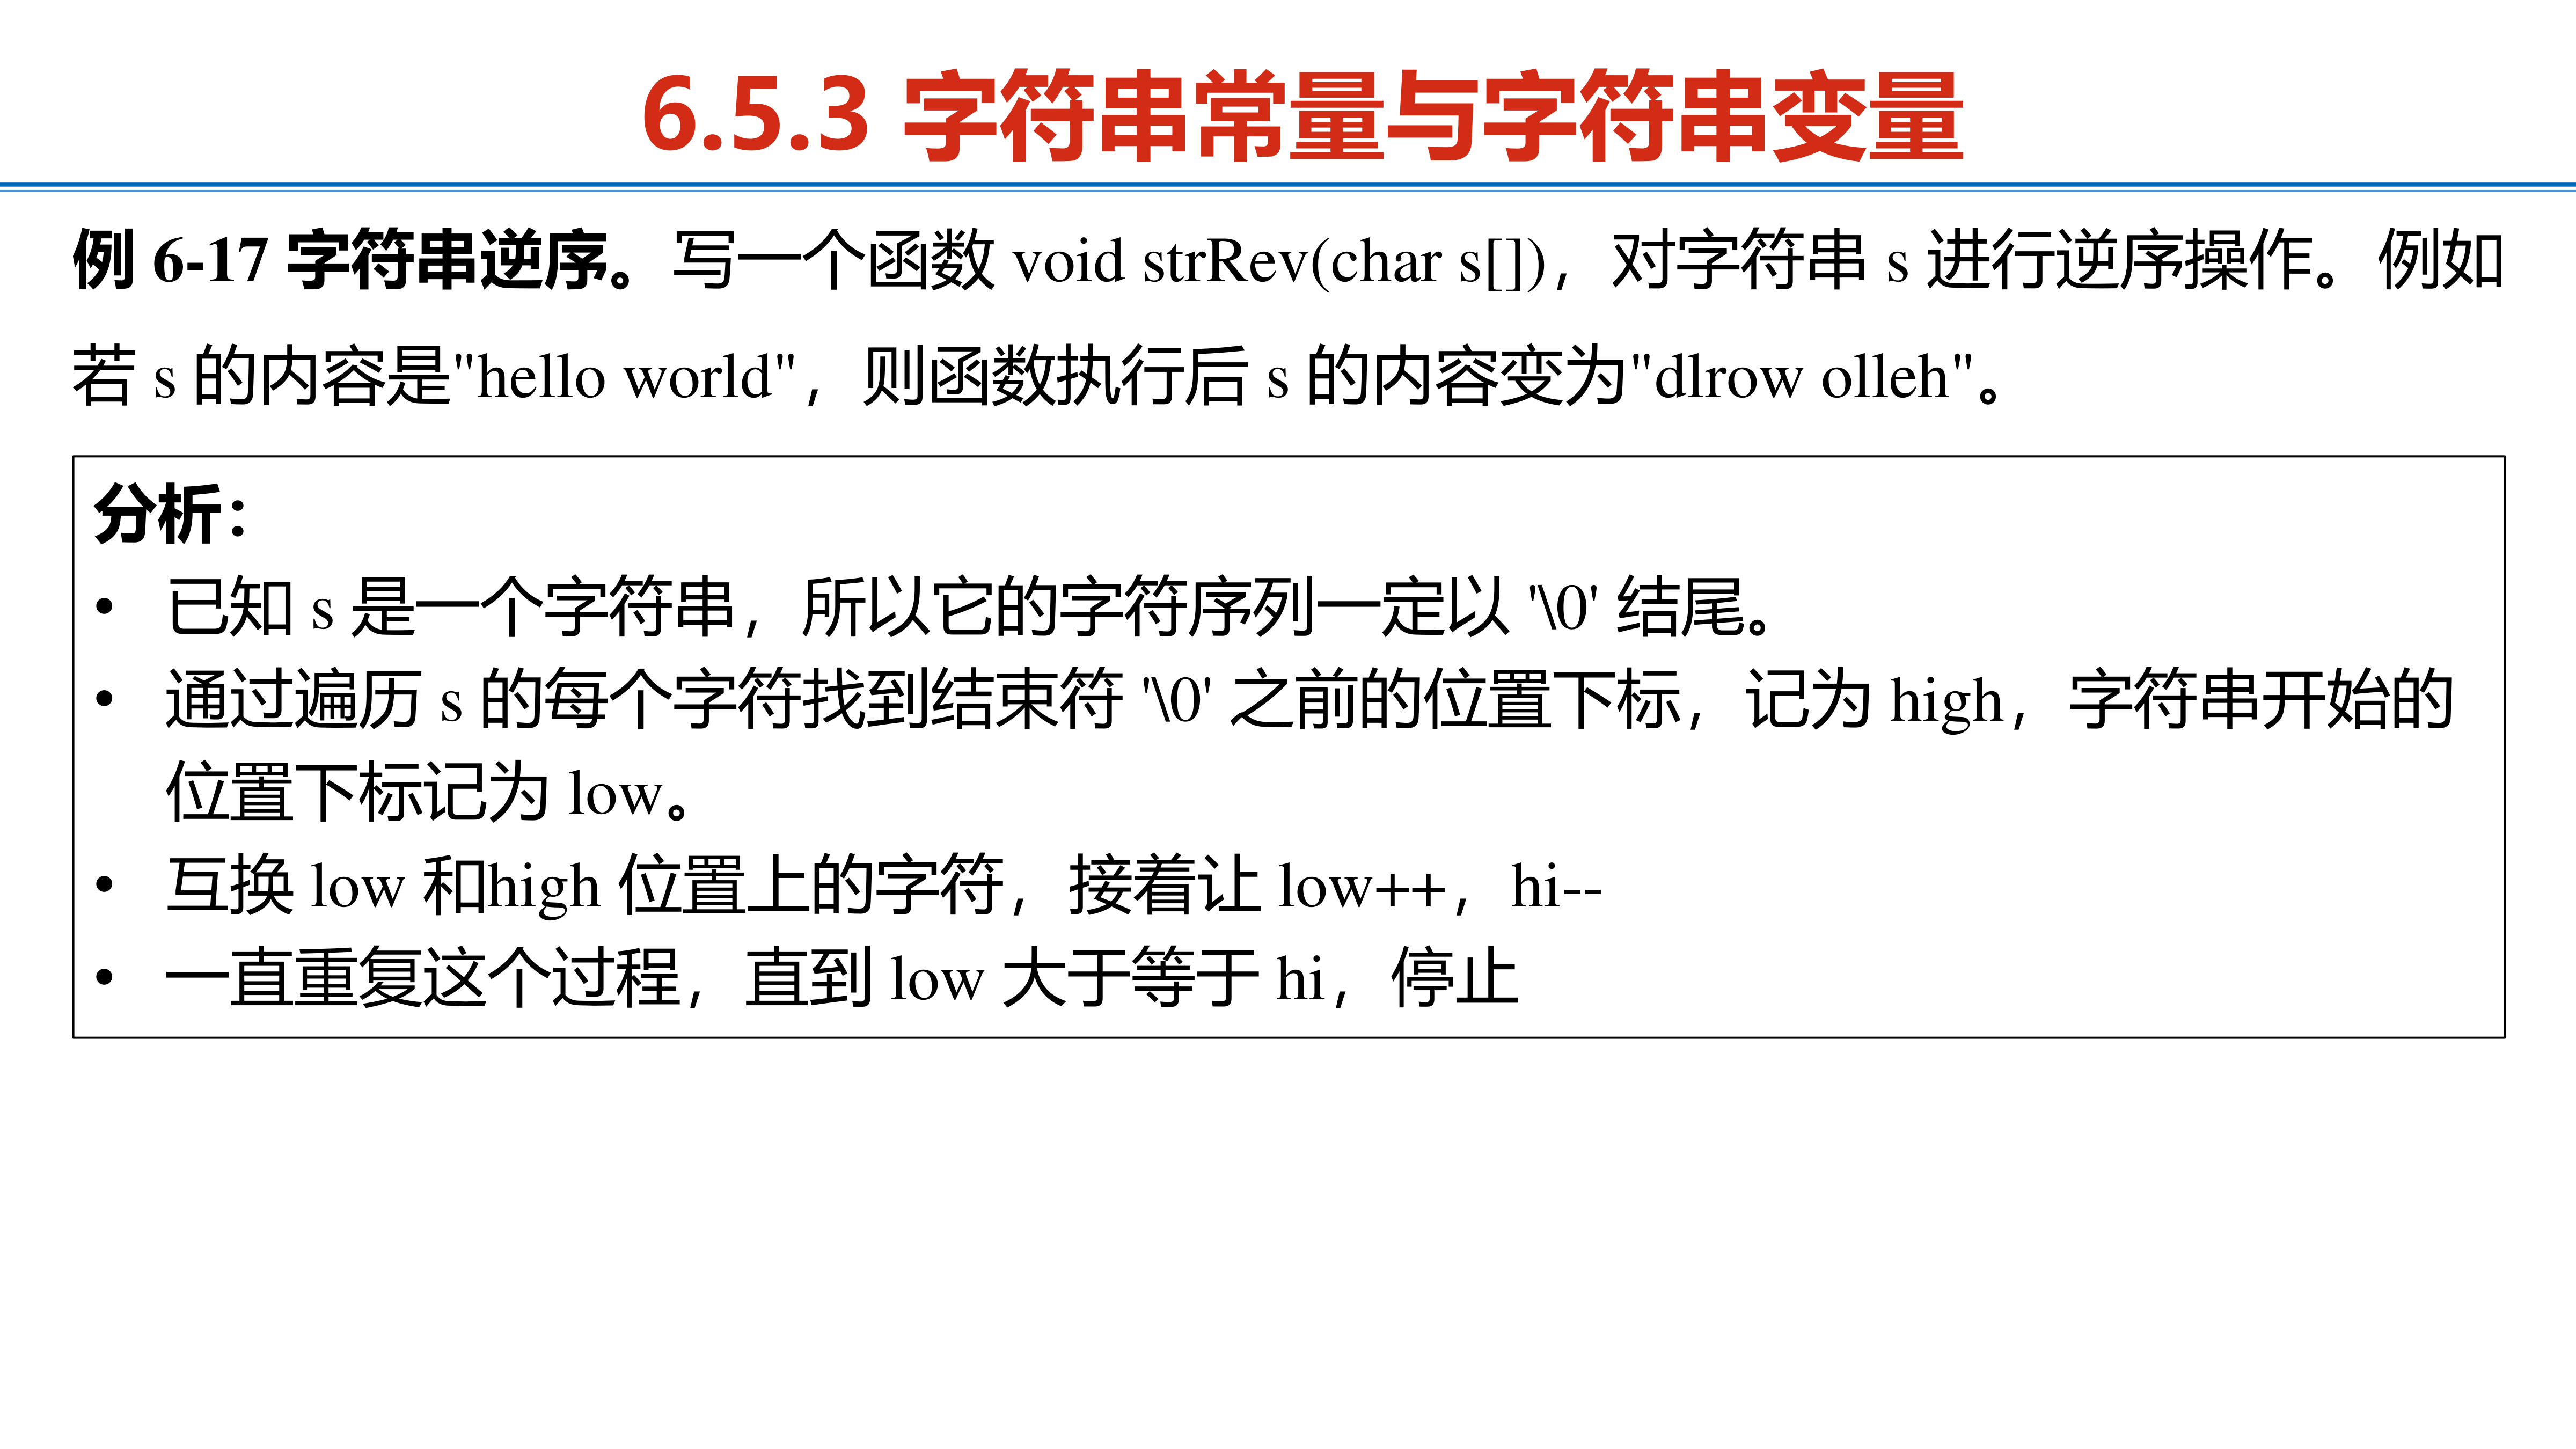 6.5.3 字符串常量与字符串变量
例 6-17 字符串逆序。写一个函数 void strRev(char s[])，对字符串 s 进行逆序操作。例如
若 s 的内容是"hello world"，则函数执行后 s 的内容变为"dlrow olleh"。
分析：
• 已知 s 是一个字符串，所以它的字符序列一定以 '\0' 结尾。
• 通过遍历 s 的每个字符找到结束符 '\0' 之前的位置下标，记为 high，字符串开始的
位置下标记为 low。
• 互换 low 和high 位置上的字符，接着让 low++，hi--
• 一直重复这个过程，直到 low 大于等于 hi，停止